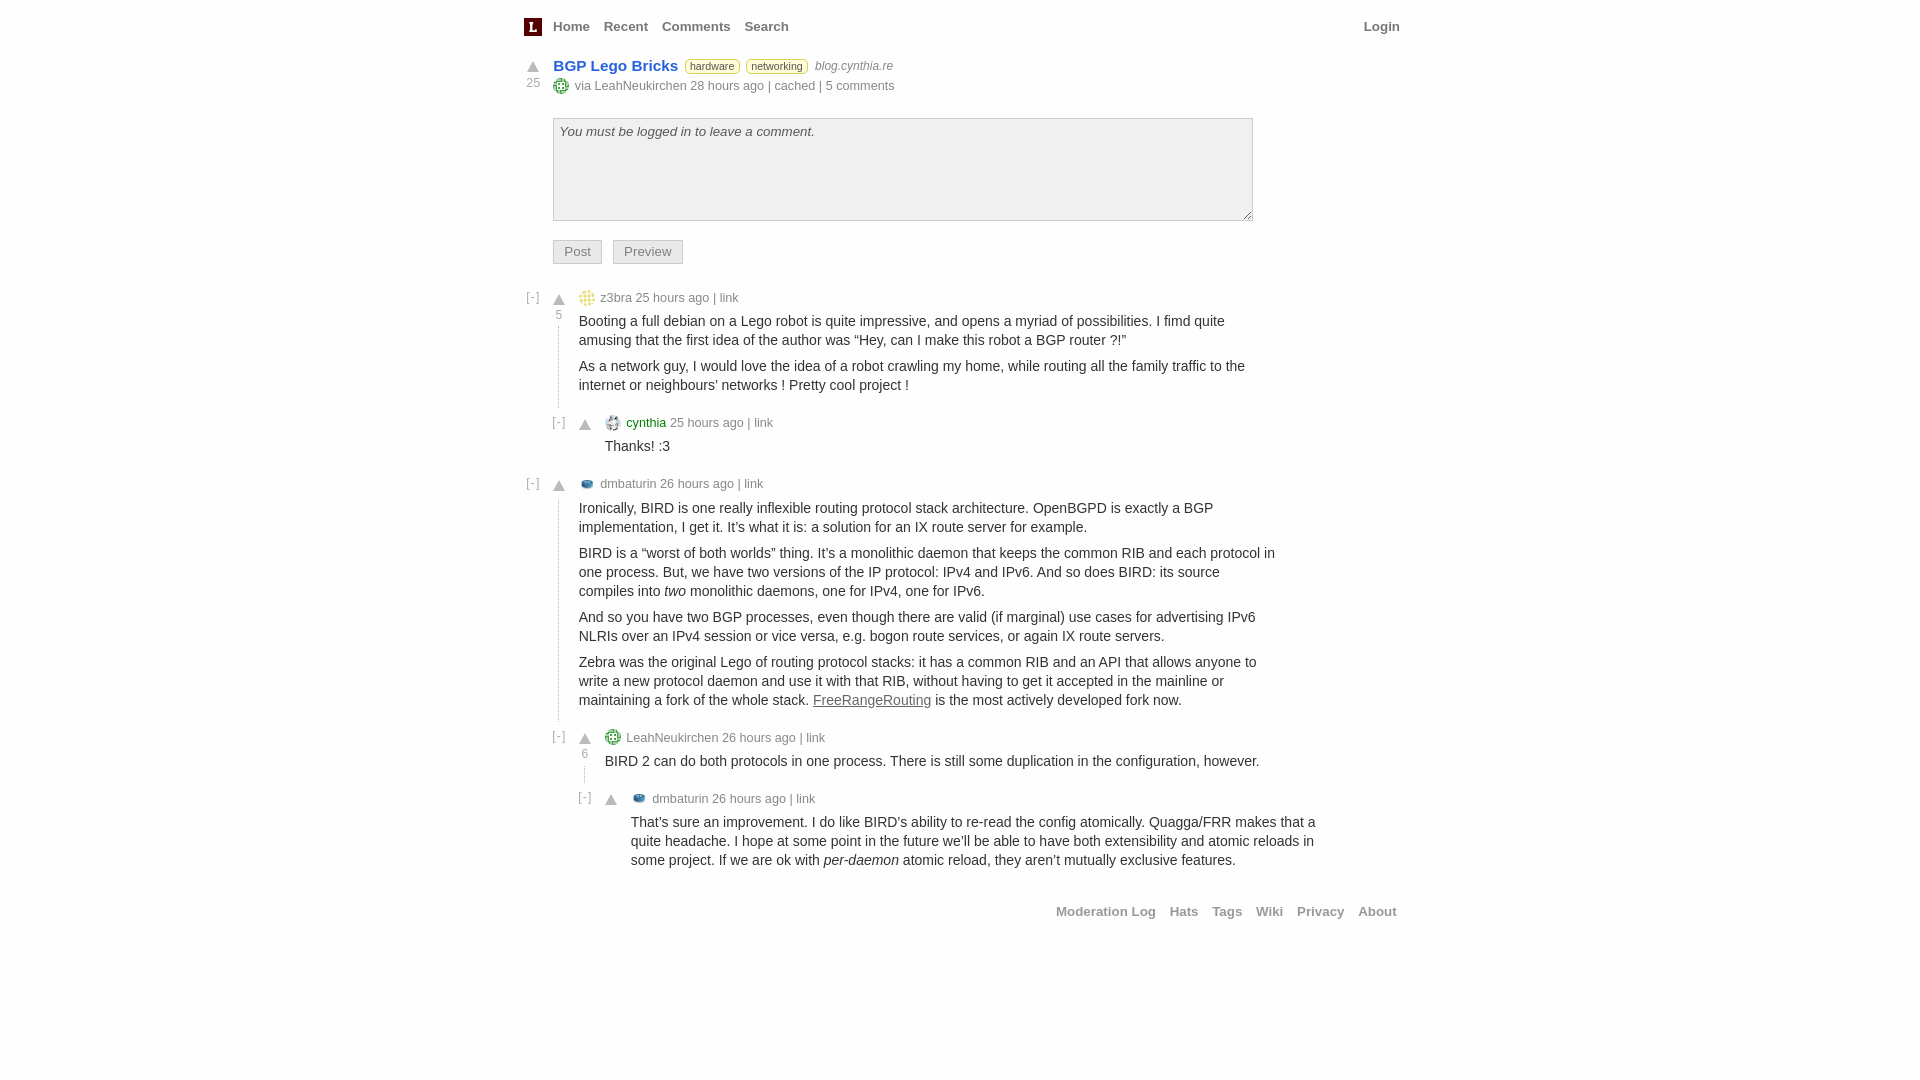 L Home Recent Comments Search Login
BGP Lego Bricks hardware networking blog.cynthia.re
25
via LeahNeukirchen 28 hours ago | cached | 5 comments
You must be logged in to leave a comment.
Post Preview
[-] z3bra 25 hours ago | link
5
Booting a full debian on a Lego robot is quite impressive, and opens a myriad of possibilities. I fimd quite
amusing that the first idea of the author was “Hey, can I make this robot a BGP router ?!”
As a network guy, I would love the idea of a robot crawling my home, while routing all the family traffic to the
internet or neighbours’ networks ! Pretty cool project !
[-] cynthia 25 hours ago | link
Thanks! :3
[-] dmbaturin 26 hours ago | link
Ironically, BIRD is one really inflexible routing protocol stack architecture. OpenBGPD is exactly a BGP
implementation, I get it. It’s what it is: a solution for an IX route server for example.
BIRD is a “worst of both worlds” thing. It’s a monolithic daemon that keeps the common RIB and each protocol in
one process. But, we have two versions of the IP protocol: IPv4 and IPv6. And so does BIRD: its source
compiles into two monolithic daemons, one for IPv4, one for IPv6.
And so you have two BGP processes, even though there are valid (if marginal) use cases for advertising IPv6
NLRIs over an IPv4 session or vice versa, e.g. bogon route services, or again IX route servers.
Zebra was the original Lego of routing protocol stacks: it has a common RIB and an API that allows anyone to
write a new protocol daemon and use it with that RIB, without having to get it accepted in the mainline or
maintaining a fork of the whole stack. FreeRangeRouting is the most actively developed fork now.
[-] LeahNeukirchen 26 hours ago | link
6
BIRD 2 can do both protocols in one process. There is still some duplication in the configuration, however.
[-] dmbaturin 26 hours ago | link
That’s sure an improvement. I do like BIRD’s ability to re-read the config atomically. Quagga/FRR makes that a
quite headache. I hope at some point in the future we’ll be able to have both extensibility and atomic reloads in
some project. If we are ok with per-daemon atomic reload, they aren’t mutually exclusive features.
Moderation Log Hats Tags Wiki Privacy About